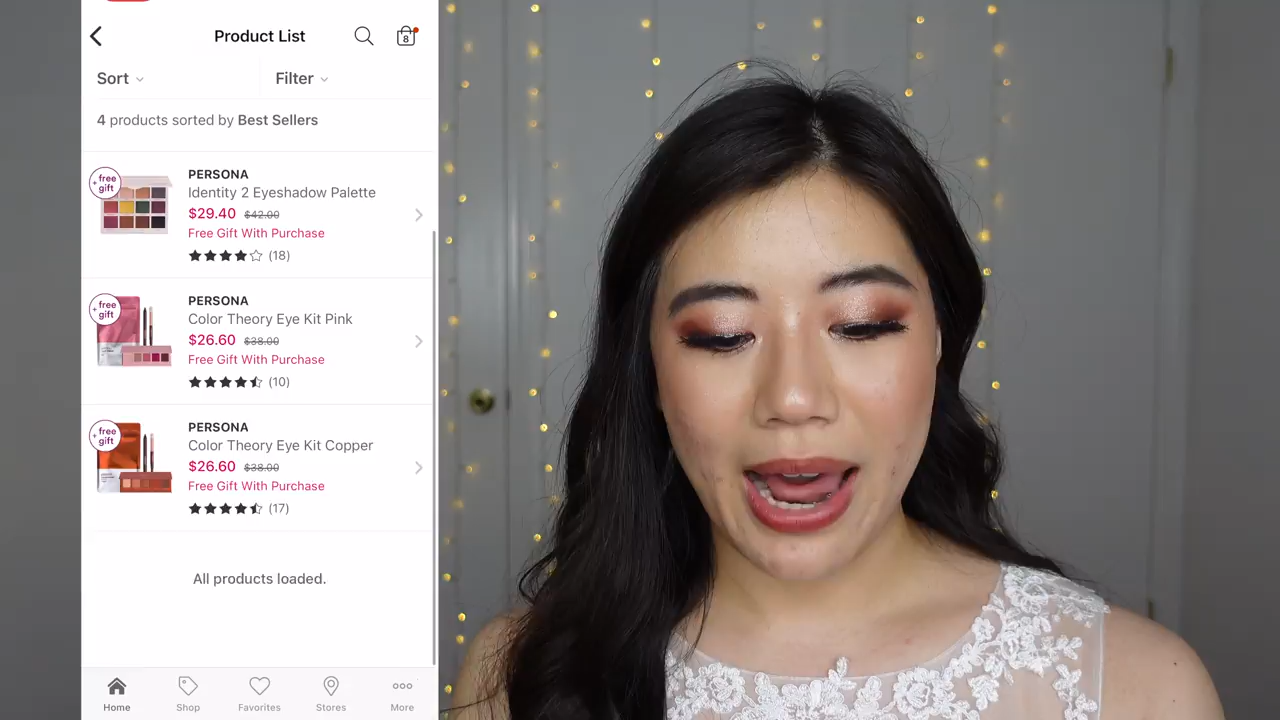 Product List
8
Sort
Filter
4 products sorted by Best Sellers
+ free
gift
PERSONA
Identity 2 Eyeshadow Palette
$29.40 $42.00
Free Gift With Purchase
(18)
+ free
gift
PERSONA
Color Theory Eye Kit Pink
$26.60 $38.00
Free Gift With Purchase
(10)
+ free
gift
PERSONA
Color Theory Eye Kit Copper
$26.60 $38.00
Free Gift With Purchase
(17)
All products loaded.
Home
Shop
Favorites
Stores
More